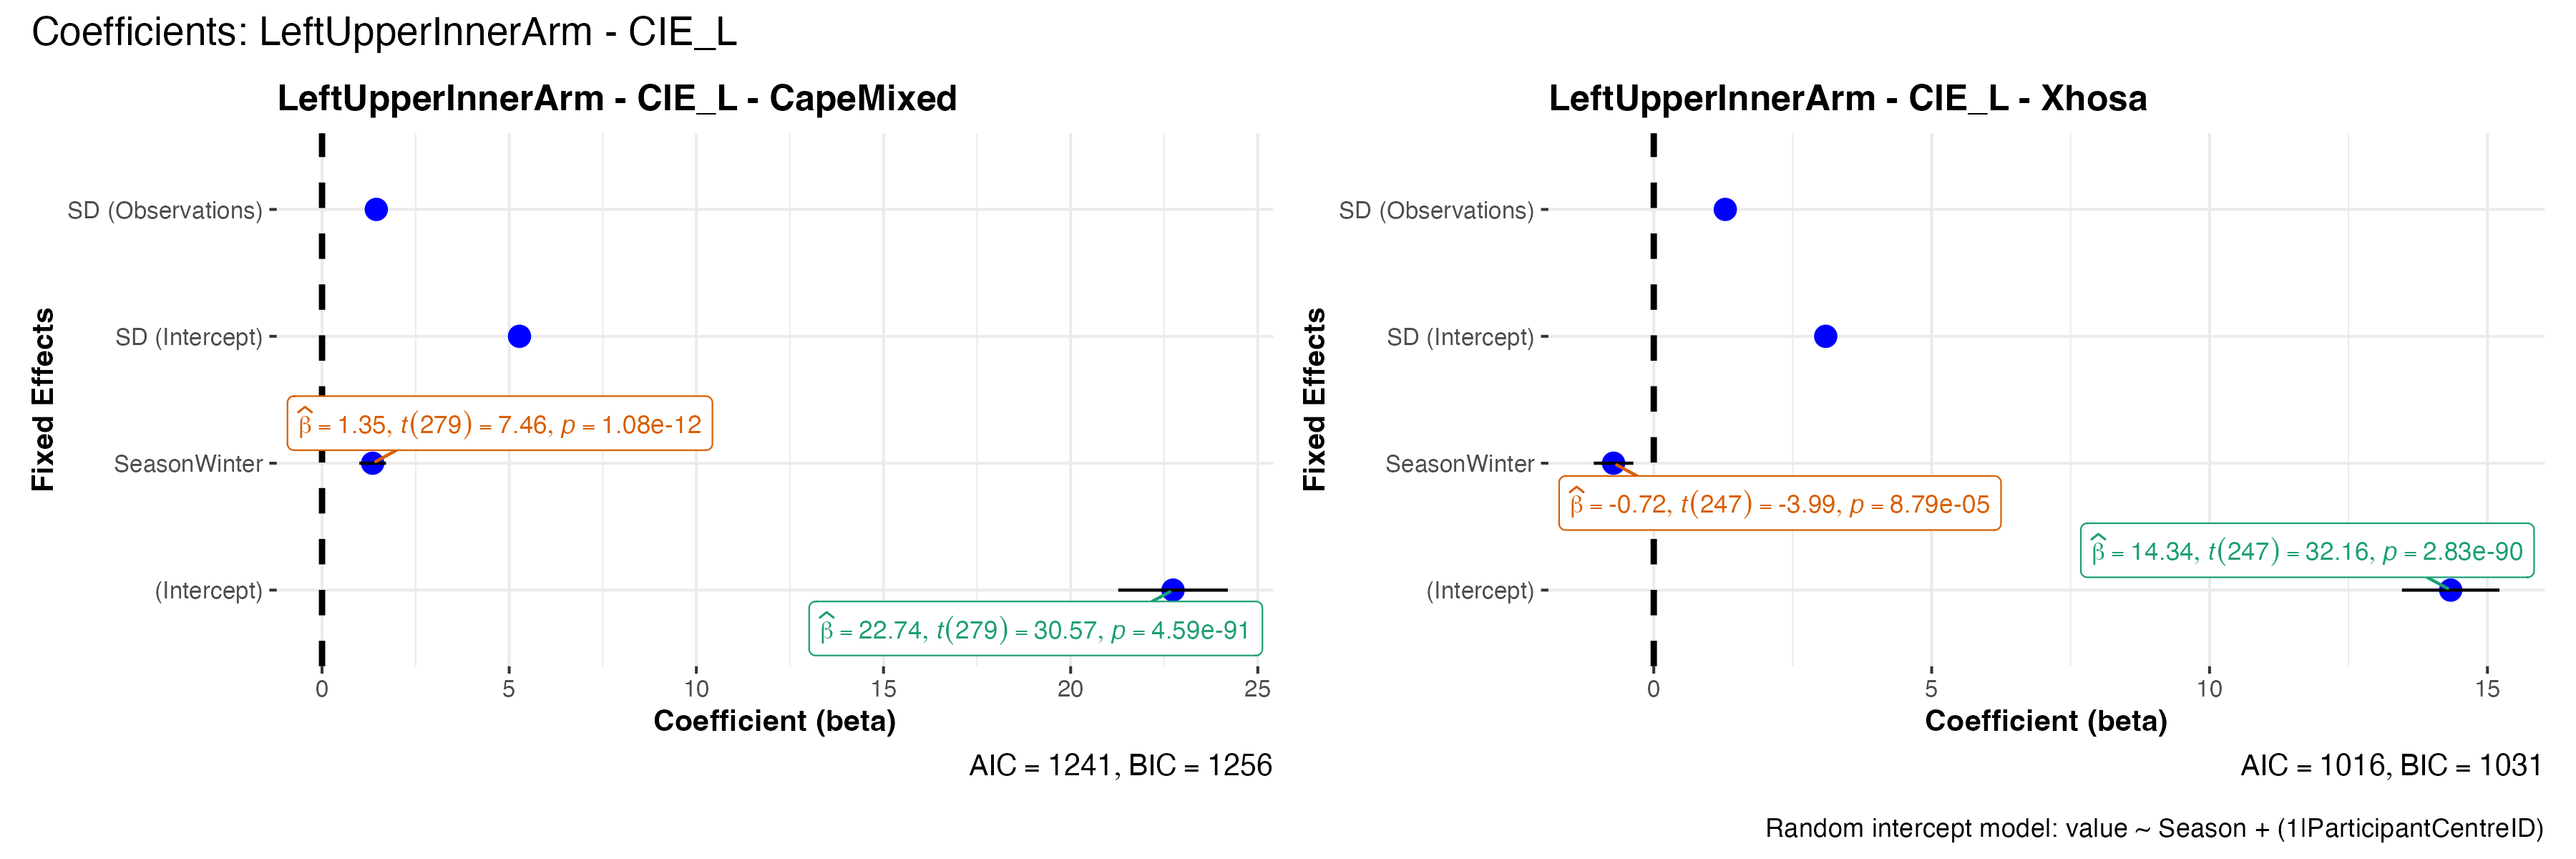 Coefficients: LeftUpperInnerArm - CIE_L
LeftUpperInnerArm - CIE_L - CapeMixed
Fixed Effects
SD (Observations)
SD (Intercept)
SeasonWinter
(Intercept)
β̂ = 1.35, t(279) = 7.46, p = 1.08e-12
β̂ = 22.74, t(279) = 30.57, p = 4.59e-91
0 5 10 15 20 25
Coefficient (beta)
AIC = 1241, BIC = 1256
LeftUpperInnerArm - CIE_L - Xhosa
Fixed Effects
SD (Observations)
SD (Intercept)
SeasonWinter
(Intercept)
β̂ = -0.72, t(247) = -3.99, p = 8.79e-05
β̂ = 14.34, t(247) = 32.16, p = 2.83e-90
0 5 10 15
Coefficient (beta)
AIC = 1016, BIC = 1031
Random intercept model: value ~ Season + (1|ParticipantCentreID)